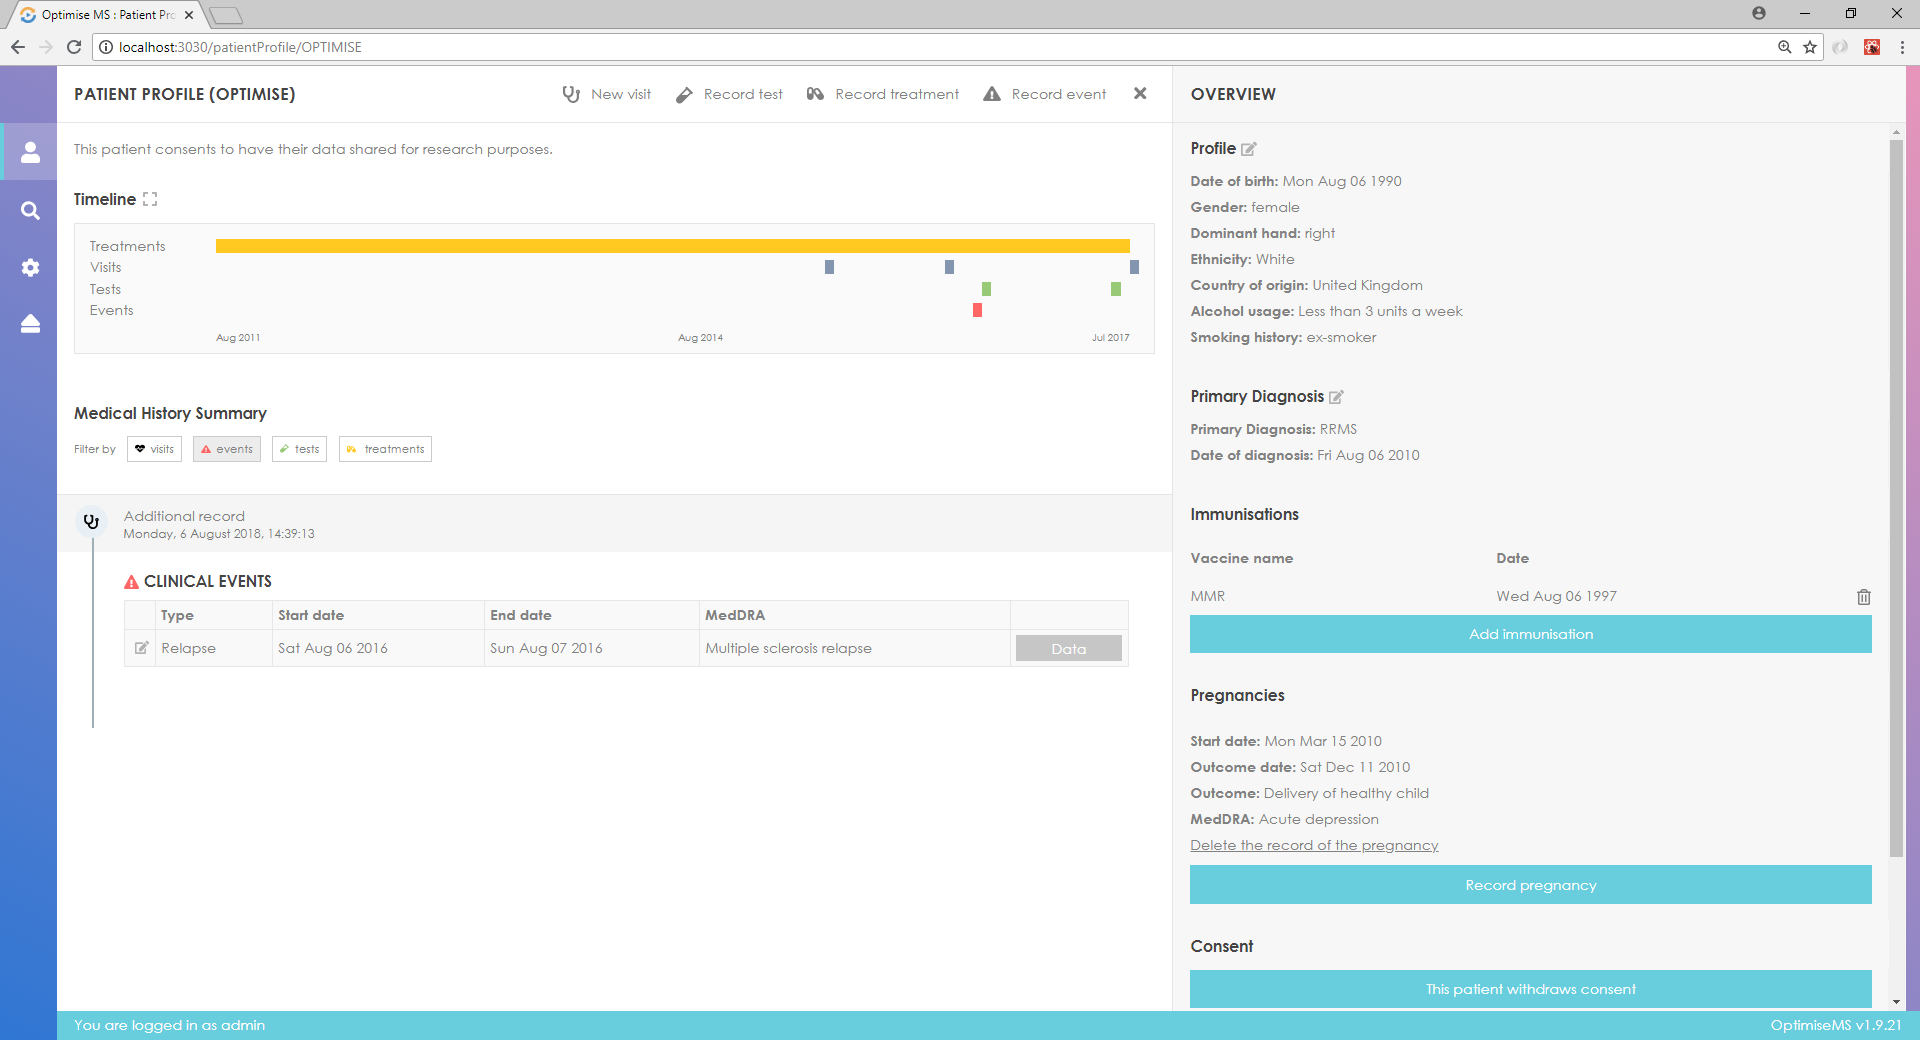 Optimise MS : Patient Pro
localhost:3030/patientProfile/OPTIMISE
PATIENT PROFILE (OPTIMISE)
New visit
Record test
Record treatment
Record event
This patient consents to have their data shared for research purposes.
Timeline
Treatments
Visits
Tests
Events
Aug 2011
Aug 2014
Jul 2017
Medical History Summary
Filter by
visits
events
tests
treatments
Additional record
Monday, 6 August 2018, 14:39:13
CLINICAL EVENTS
Type Start date End date MedDRA
Relapse Sat Aug 06 2016 Sun Aug 07 2016 Multiple sclerosis relapse Data
OVERVIEW
Profile
Date of birth: Mon Aug 06 1990
Gender: female
Dominant hand: right
Ethnicity: White
Country of origin: United Kingdom
Alcohol usage: Less than 3 units a week
Smoking history: ex-smoker
Primary Diagnosis
Primary Diagnosis: RRMS
Date of diagnosis: Fri Aug 06 2010
Immunisations
Vaccine name Date
MMR Wed Aug 06 1997
Add immunisation
Pregnancies
Start date: Mon Mar 15 2010
Outcome date: Sat Dec 11 2010
Outcome: Delivery of healthy child
MedDRA: Acute depression
Delete the record of the pregnancy
Record pregnancy
Consent
This patient withdraws consent
You are logged in as admin
OptimiseMS v1.9.21